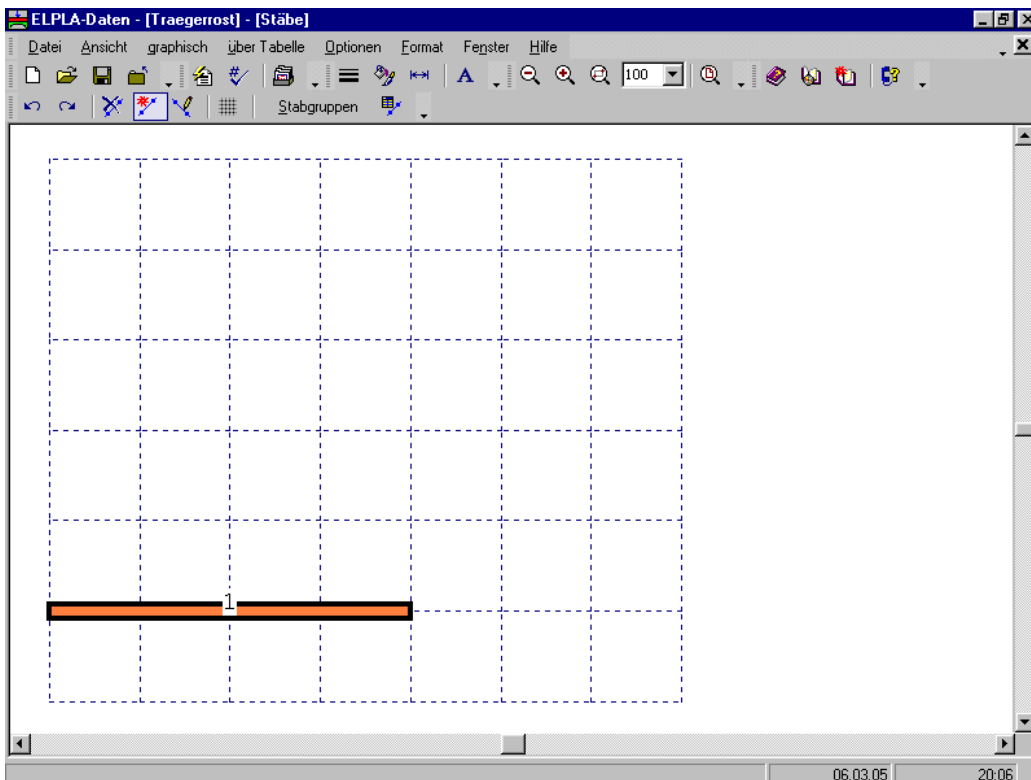 ELPLA-Daten - [Traegerrost] - [Stäbe]
Datei Ansicht graphisch über Tabelle Optionen Format Fenster Hilfe
A 100
Stabgruppen
1
06.03.05 20:06